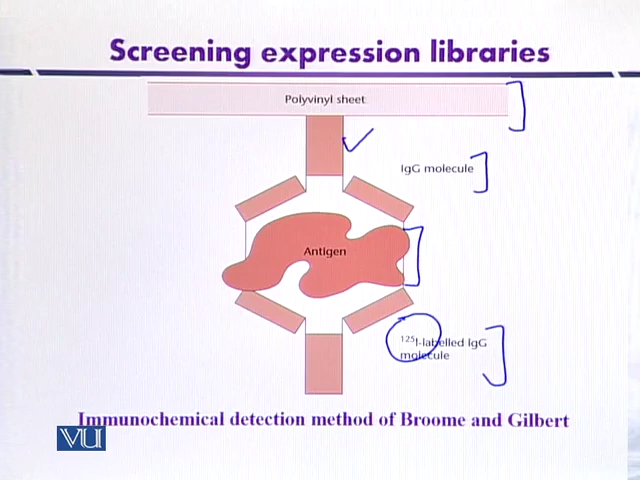 Screening expression libraries
Polyvinyl sheet
IgG molecule
Antigen
¹²⁵I-labelled IgG
molecule
Immunochemical detection method of Broome and Gilbert
VU